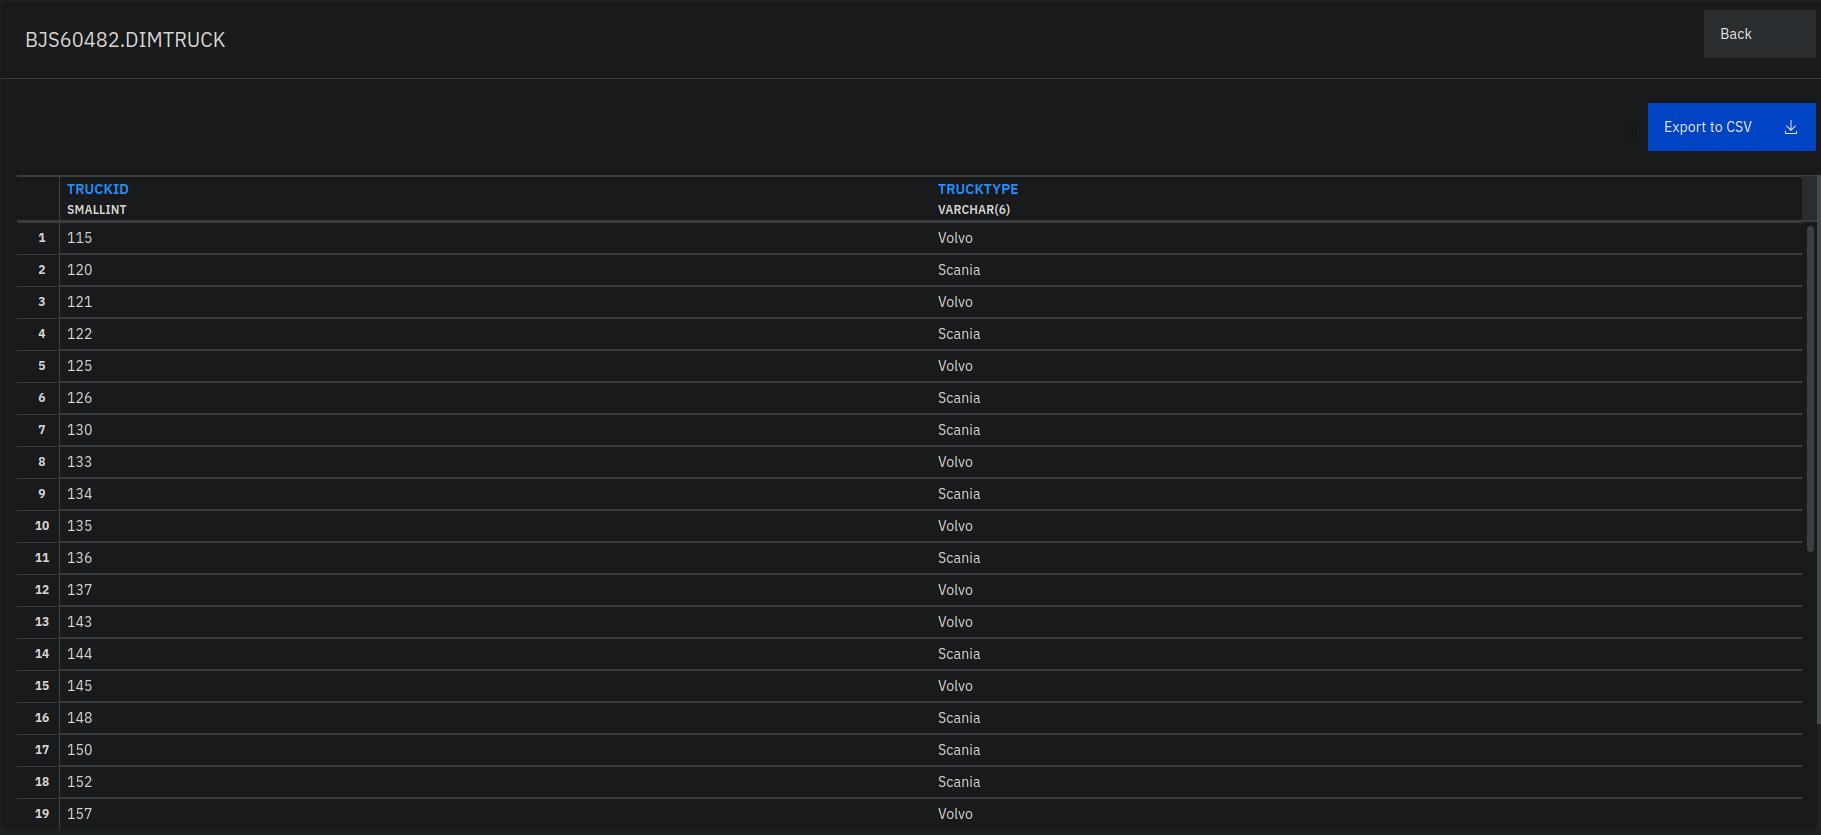 BJS60482.DIMTRUCK
Back
Export to CSV
TRUCKID TRUCKTYPE
SMALLINT VARCHAR(6)
1 115 Volvo
2 120 Scania
3 121 Volvo
4 122 Scania
5 125 Volvo
6 126 Scania
7 130 Scania
8 133 Volvo
9 134 Scania
10 135 Volvo
11 136 Scania
12 137 Volvo
13 143 Volvo
14 144 Scania
15 145 Volvo
16 148 Scania
17 150 Scania
18 152 Scania
19 157 Volvo